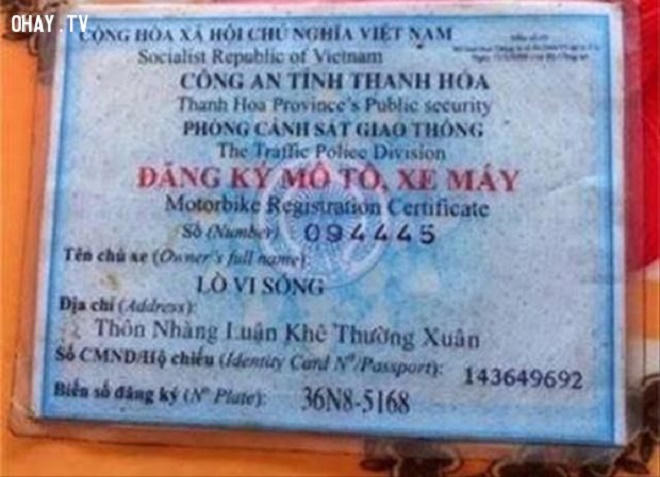 OHAY.TV
CỘNG HÒA XÃ HỘI CHỦ NGHĨA VIỆT NAM
Socialist Republic of Vietnam
CÔNG AN TỈNH THANH HÓA
Thanh Hoa Province's Public security
PHÒNG CẢNH SÁT GIAO THÔNG
The Traffic Police Division
ĐĂNG KÝ MÔ TÔ, XE MÁY
Motorbike Registration Certificate
Số (Number) 094445
Tên chủ xe (Owner's full name):
LÒ VI SÓNG
Địa chỉ (Address):
Thôn Nhàng Luận Khê Thường Xuân
Số CMND/Hộ chiếu (Identity Card Nº/Passport): 143649692
Biển số đăng ký (Nº Plate): 36N8-5168